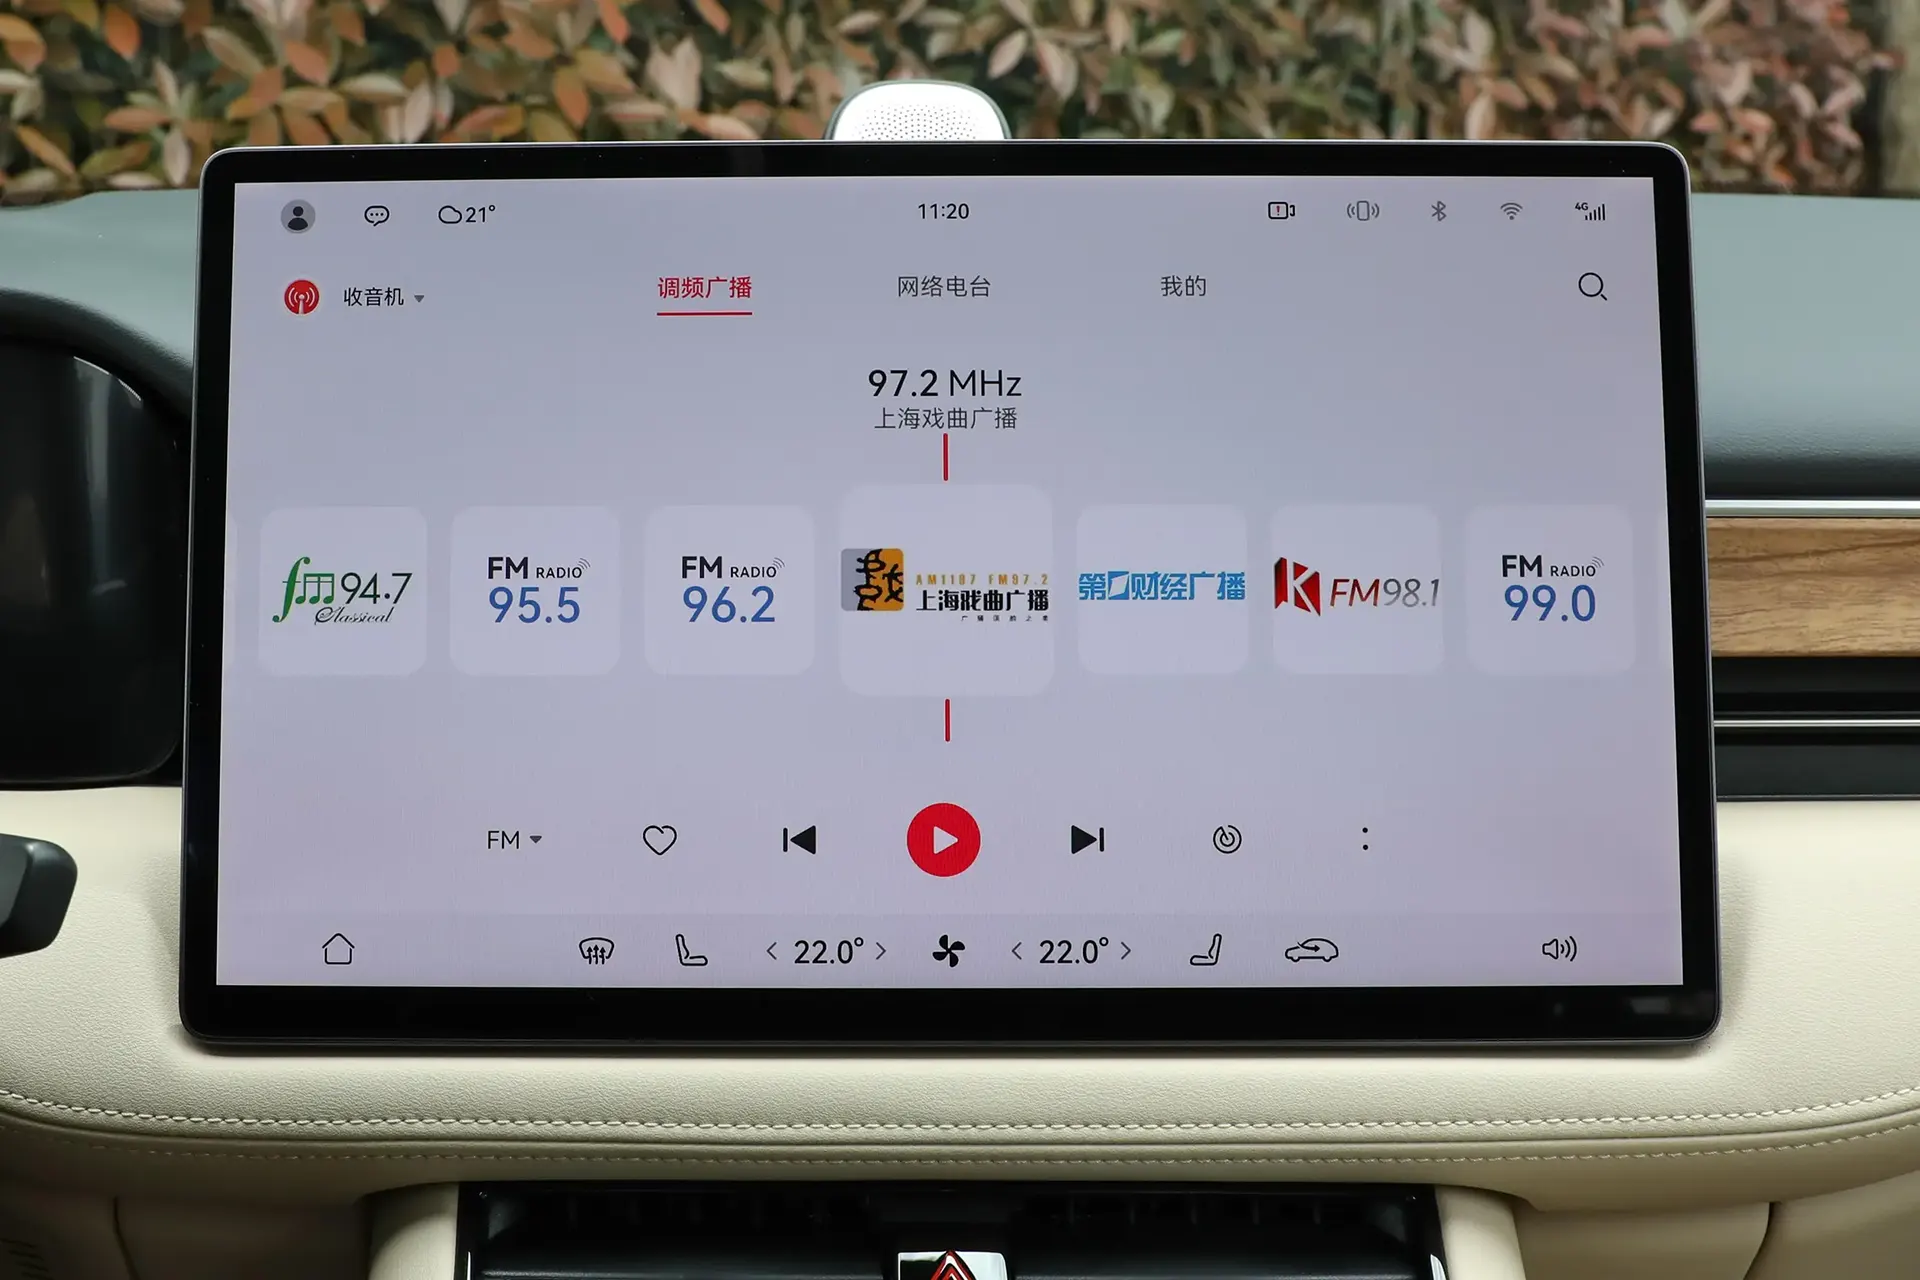 21°
11:20
4G
收音机
调频广播
网络电台
我的
97.2 MHz
上海戏曲广播
94.7
Classical
FM RADIO
95.5
FM RADIO
96.2
戏
AM1197 FM97.2
上海戏曲广播
第一财经广播
K FM98.1
FM RADIO
99.0
FM
22.0°
22.0°